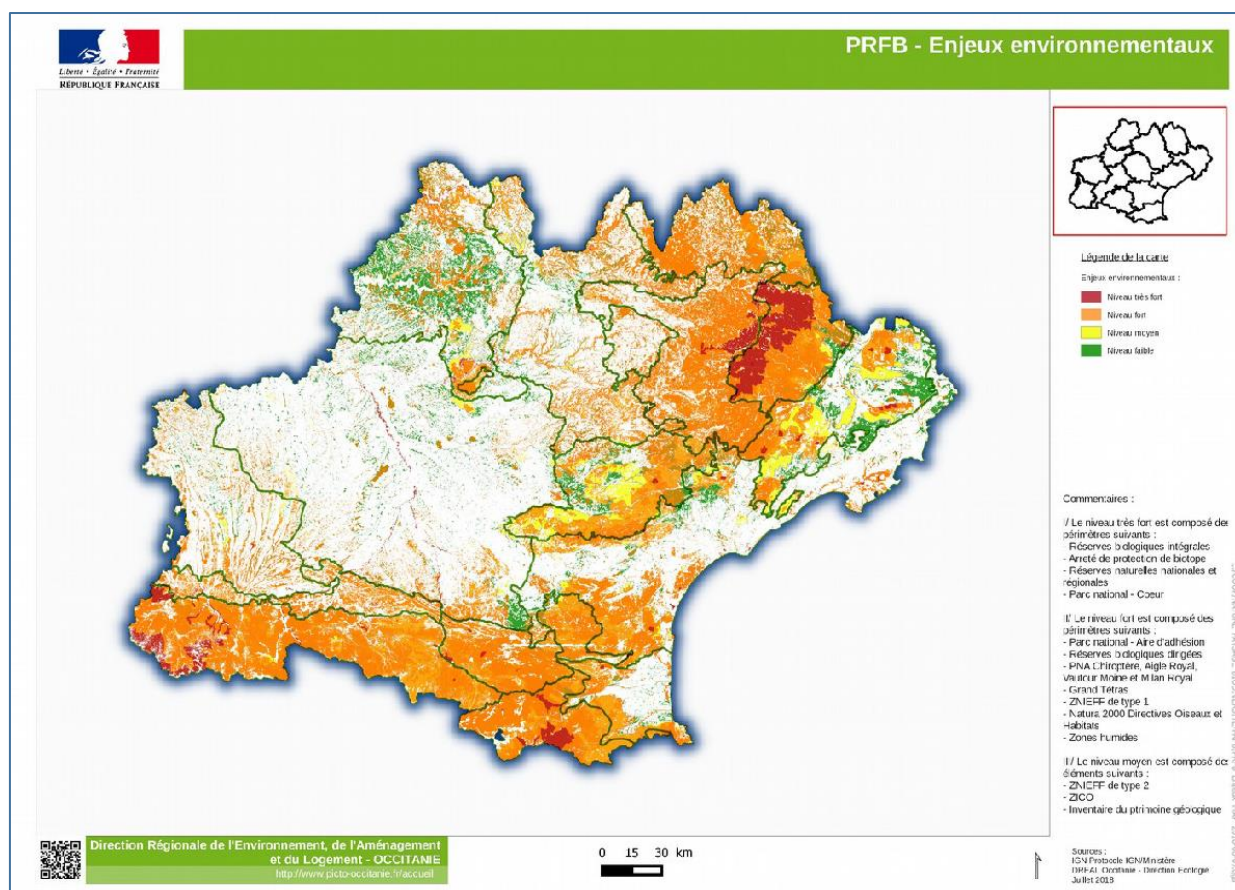 PRFB - Enjeux environnementaux
Liberté • Égalité • Fraternité
RÉPUBLIQUE FRANÇAISE
Légende de la carte
Enjeux environnementaux :
Niveau très fort
Niveau fort
Niveau moyen
Niveau faible
Commentaires :
I/ Le niveau très fort est composé des
périmètres suivants :
- Réserves biologiques intégrales
- Arreté de protection de biotope
- Réserves naturelles nationales et
régionales
- Parc national - Coeur
II/ Le niveau fort est composé des
périmètres suivants :
- Parc national - Aire d'adhésion
- Réserves biologiques dirigées
- PNA Chiroptère, Aigle Royal,
Vautour Moine et Milan Royal
- Grand Tétras
- ZNIEFF de type 1
- Natura 2000 Directives Oiseaux et
Habitats
- Zones humides
II / Le niveau moyen est composé des
éléments suivants :
- ZNIEFF de type 2
- ZICO
- Inventaire du ptrimoine géologique
Sources :
IGN Protocole IGN/Ministère
DREAL Occitanie - Direction Ecologie
Juillet 2018
Direction Régionale de l'Environnement, de l'Aménagement
et du Logement - OCCITANIE
http://www.picto-occitanie.fr/accueil
0 15 30 km